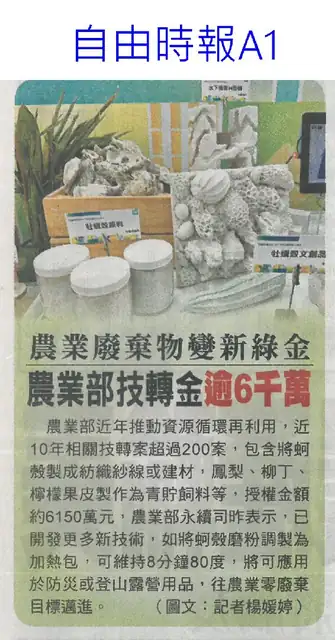 自由時報A1
牡蠣殼原料
牡蠣殼文創品
農業廢棄物變新綠金
農業部技轉金逾6千萬
農業部近年推動資源循環再利用，近
10年相關技轉案超過200案，包含將蚵
殼製成紡織紗線或建材，鳳梨、柳丁、
檸檬果皮製作為青貯飼料等，授權金額
約6150萬元，農業部永續司昨表示，已
開發更多新技術，如將蚵殼磨粉調製為
加熱包，可維持8分鐘80度，將可應用
於防災或登山露營用品，往農業零廢棄
目標邁進。（圖文：記者楊媛婷）